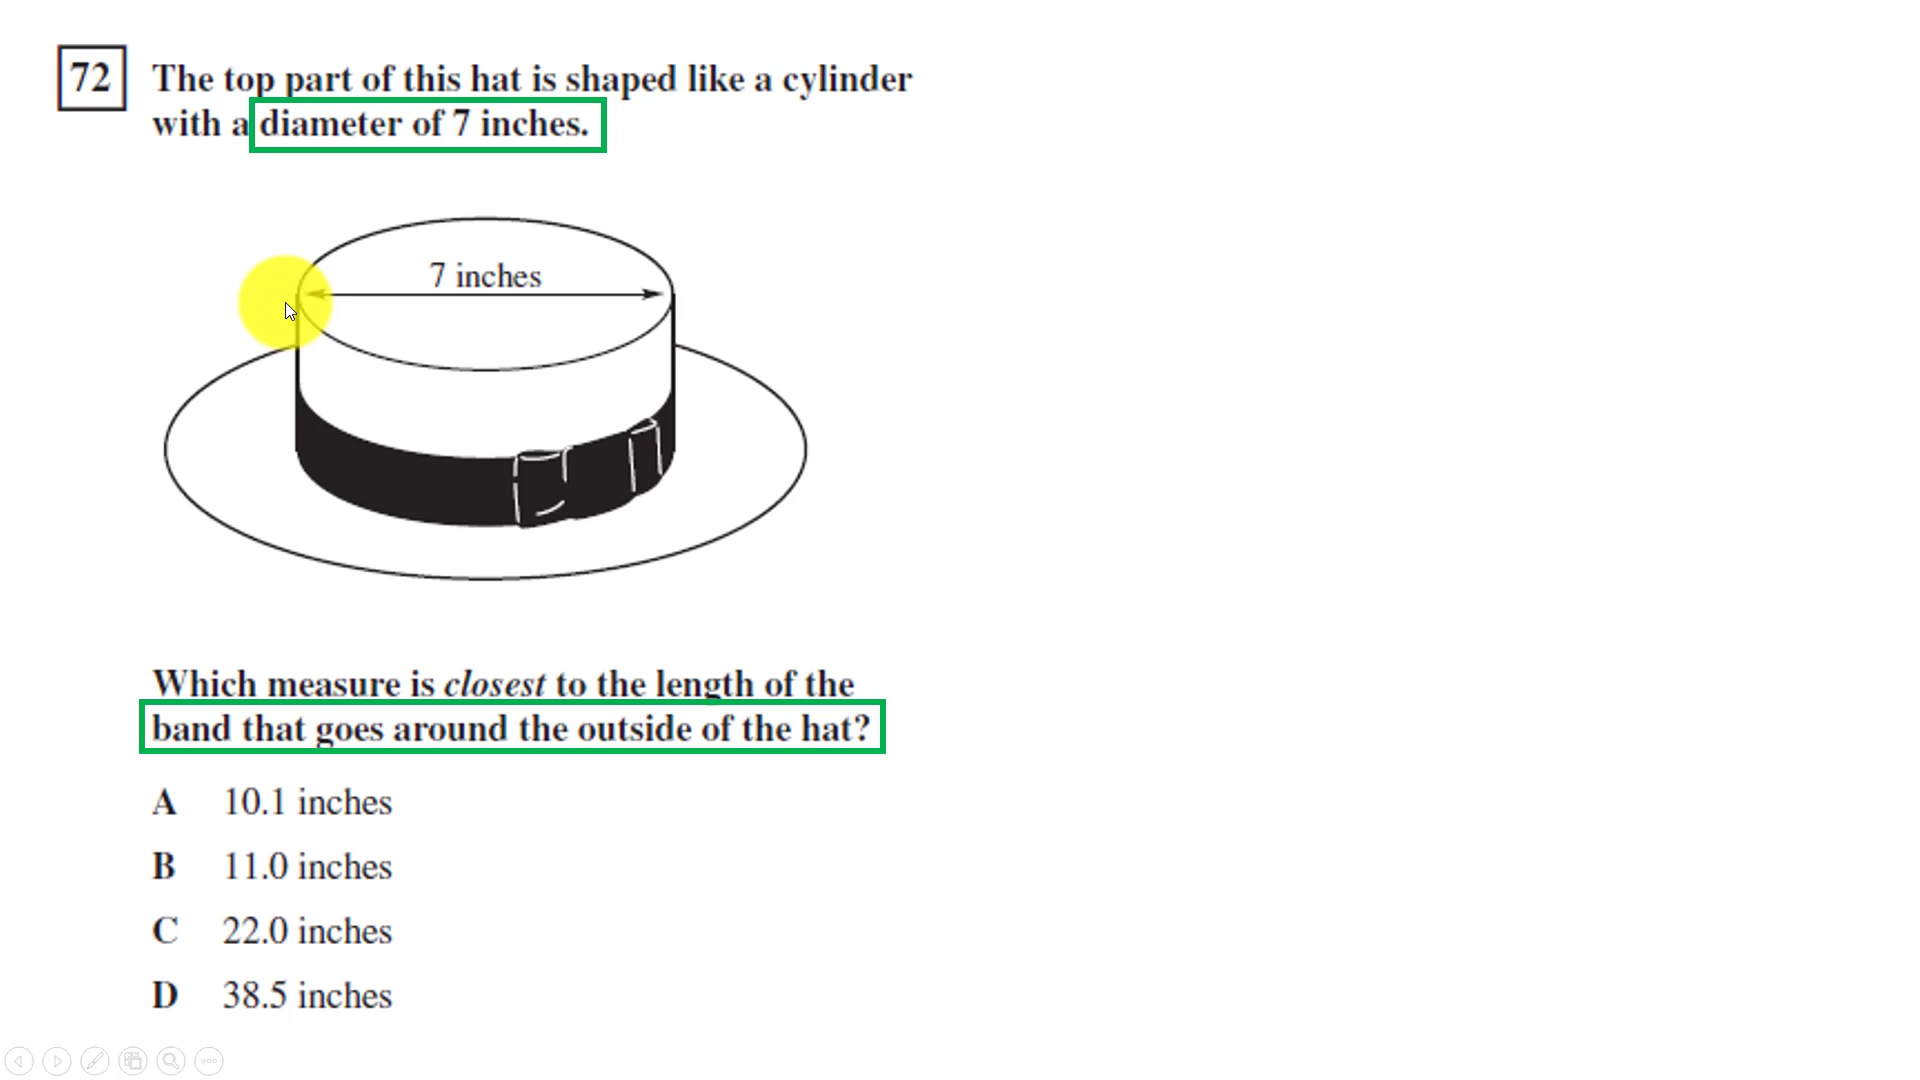 72
The top part of this hat is shaped like a cylinder
with a diameter of 7 inches.
7 inches
Which measure is closest to the length of the
band that goes around the outside of the hat?
A 10.1 inches
B 11.0 inches
C 22.0 inches
D 38.5 inches